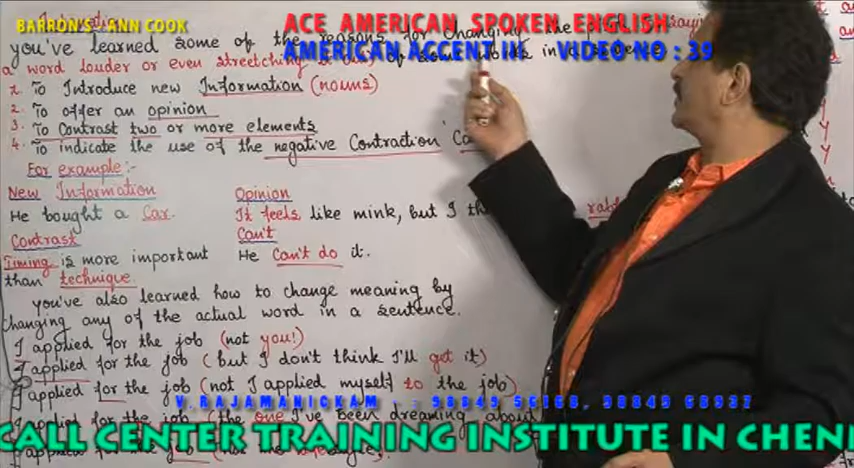 BARRON'S : ANN COOK
ACE AMERICAN SPOKEN ENGLISH
AMERICAN ACCENT VIDEO NO : 39
you've learned some of the reasons for changing the
a word louder or even stretching it of some words in a
1. To Introduce new Information (nouns)
2. To offer an opinion
3. To Contrast two or more elements
4. To indicate the use of the negative Contraction
For example:-
New Information
He bought a Car.
Opinion
It feels like mink, but I
Contrast
Timing is more important
than technique.
Can't
He Can't do it.
you've also learned how to change meaning by
changing any of the actual word in a sentence.
I applied for the job (not you!)
I applied for the job (but I don't think I'll get it)
I applied for the job (not I applied myself to the job)
I applied for the job (the one I've been dreaming about
V.RAJAMANICKAM
CALL CENTER TRAINING INSTITUTE IN CHEN